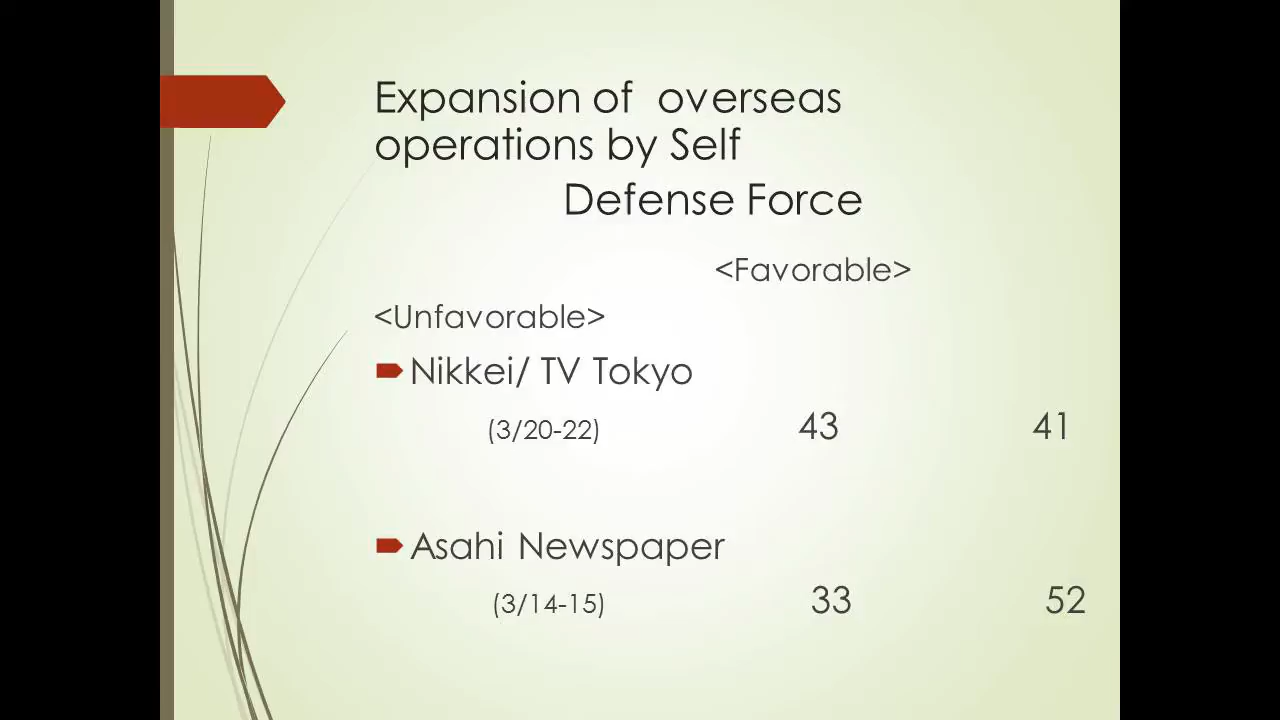 Expansion of overseas
operations by Self
Defense Force
<Favorable>
<Unfavorable>
Nikkei/ TV Tokyo
(3/20-22) 43 41
Asahi Newspaper
(3/14-15) 33 52